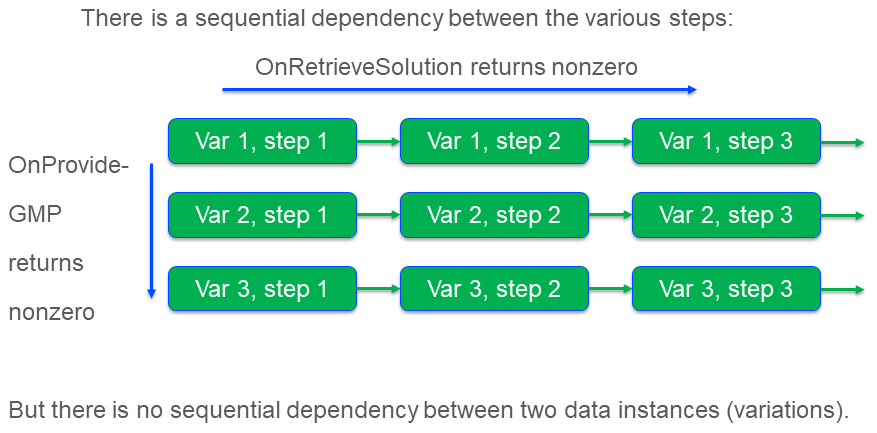 There is a sequential dependency between the various steps:
OnRetrieveSolution returns nonzero
OnProvide-
GMP
returns
nonzero
Var 1, step 1
Var 1, step 2
Var 1, step 3
Var 2, step 1
Var 2, step 2
Var 2, step 3
Var 3, step 1
Var 3, step 2
Var 3, step 3
But there is no sequential dependency between two data instances (variations).